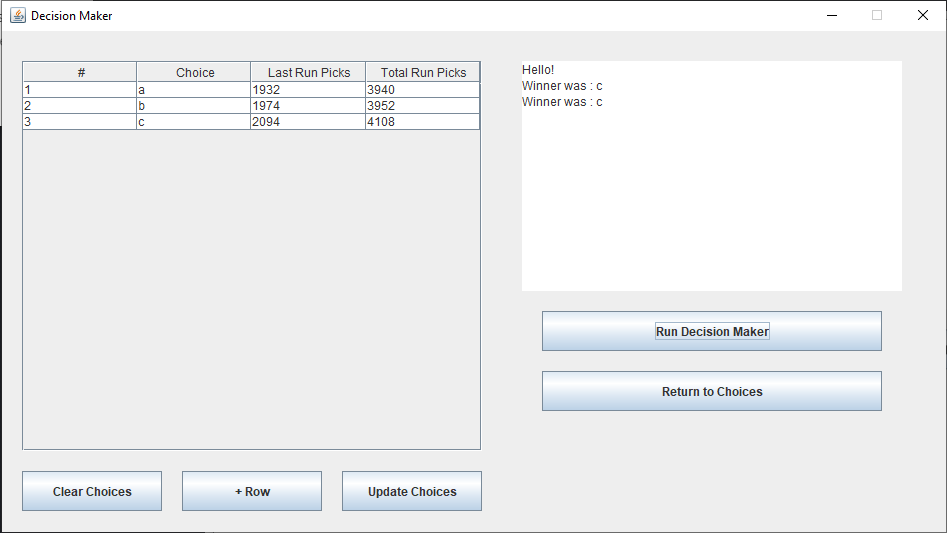 Decision Maker
# Choice Last Run Picks Total Run Picks
1 a 1932 3940
2 b 1974 3952
3 c 2094 4108
Hello!
Winner was : c
Winner was : c
Run Decision Maker
Return to Choices
Clear Choices + Row Update Choices